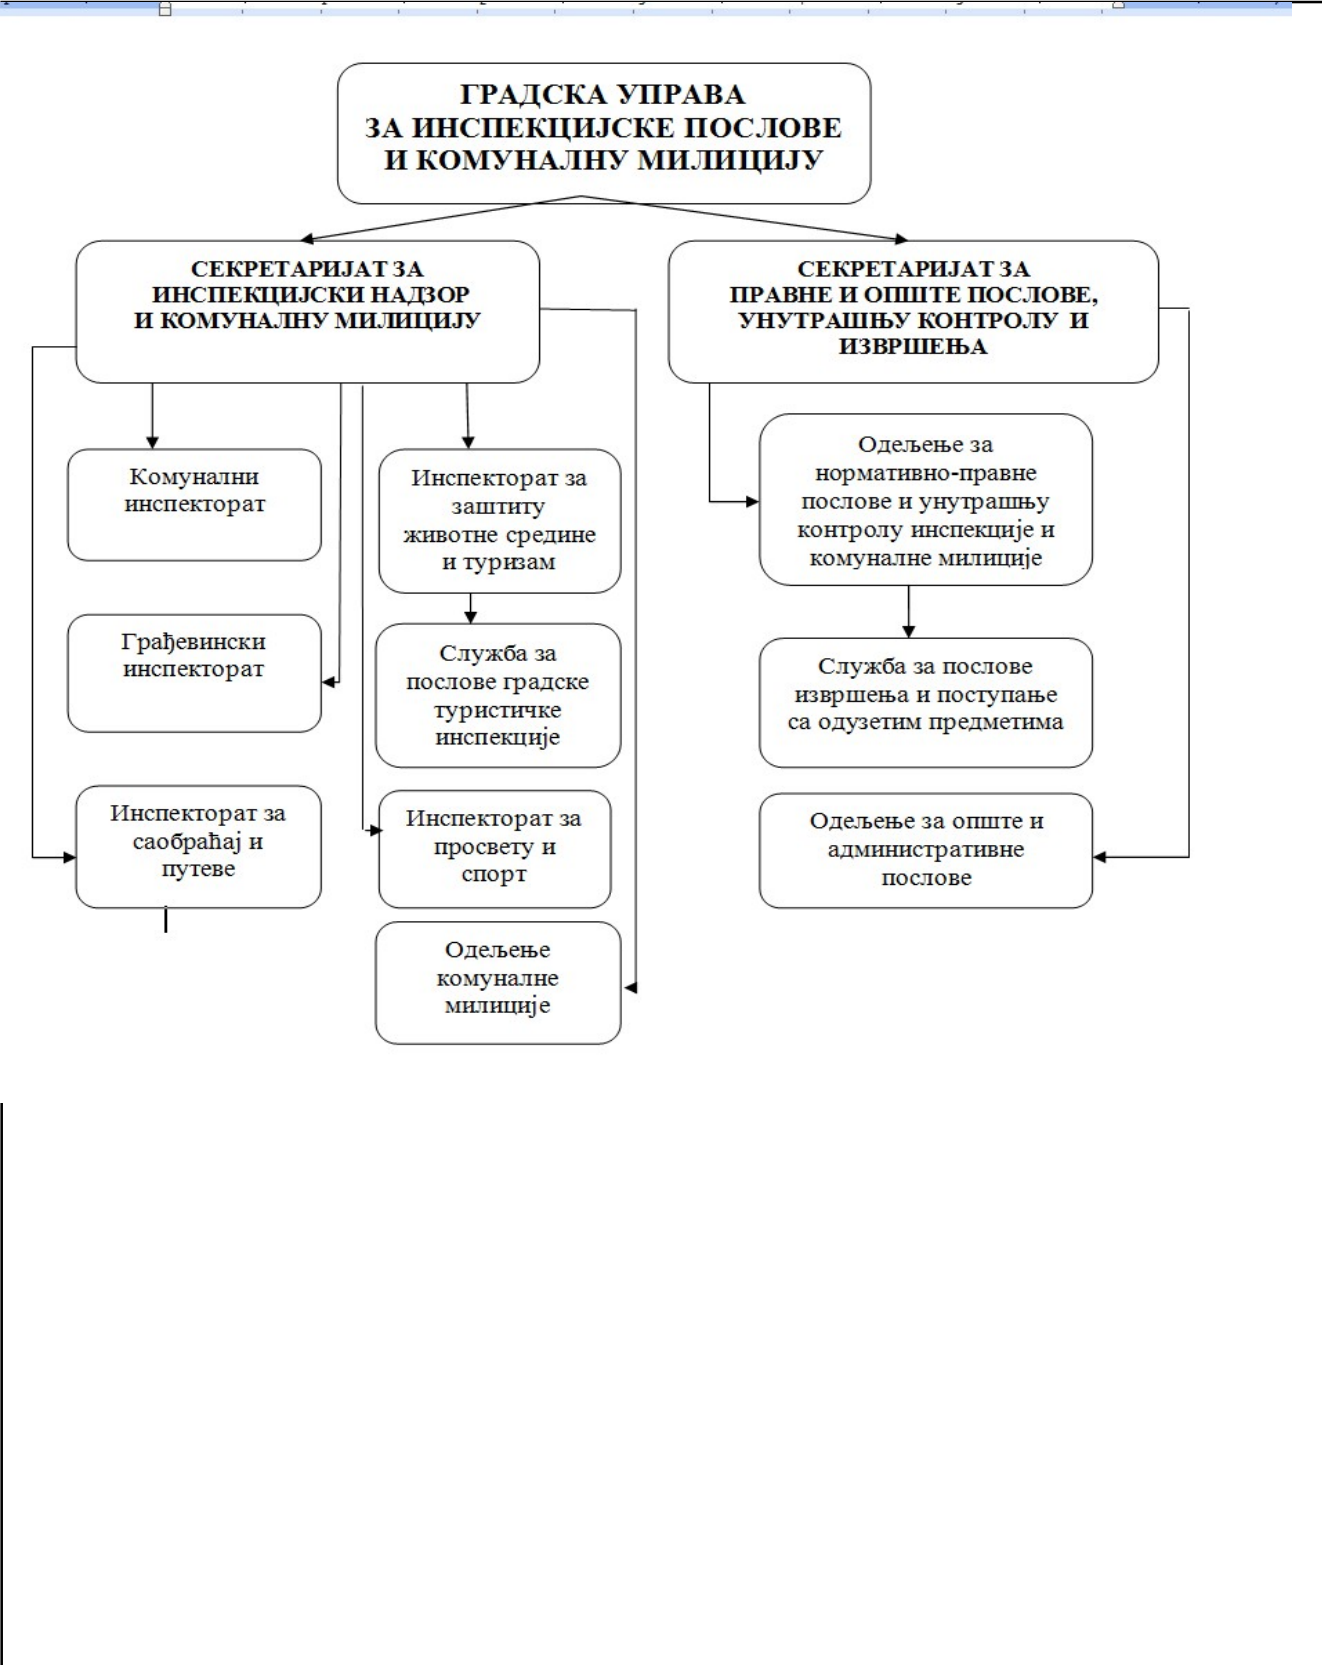 ГРАДСКА УПРАВА
ЗА ИНСПЕКЦИЈСКЕ ПОСЛОВЕ
И КОМУНАЛНУ МИЛИЦИЈУ
СЕКРЕТАРИЈАТ ЗА
ИНСПЕКЦИЈСКИ НАДЗОР
И КОМУНАЛНУ МИЛИЦИЈУ
СЕКРЕТАРИЈАТ ЗА
ПРАВНЕ И ОПШТЕ ПОСЛОВЕ,
УНУТРАШЊУ КОНТРОЛУ И
ИЗВРШЕЊА
Комунални
инспекторат
Инспекторат за
заштиту
животне средине
и туризам
Одељење за
нормативно-правне
послове и унутрашњу
контролу инспекције и
комуналне милиције
Грађевински
инспекторат
Служба за
послове градске
туристичке
инспекције
Служба за послове
извршења и поступање
са одузетим предметима
Инспекторат за
саобраћај и
путеве
Инспекторат за
просвету и
спорт
Одељење за опште и
административне
послове
Одељење
комуналне
милиције